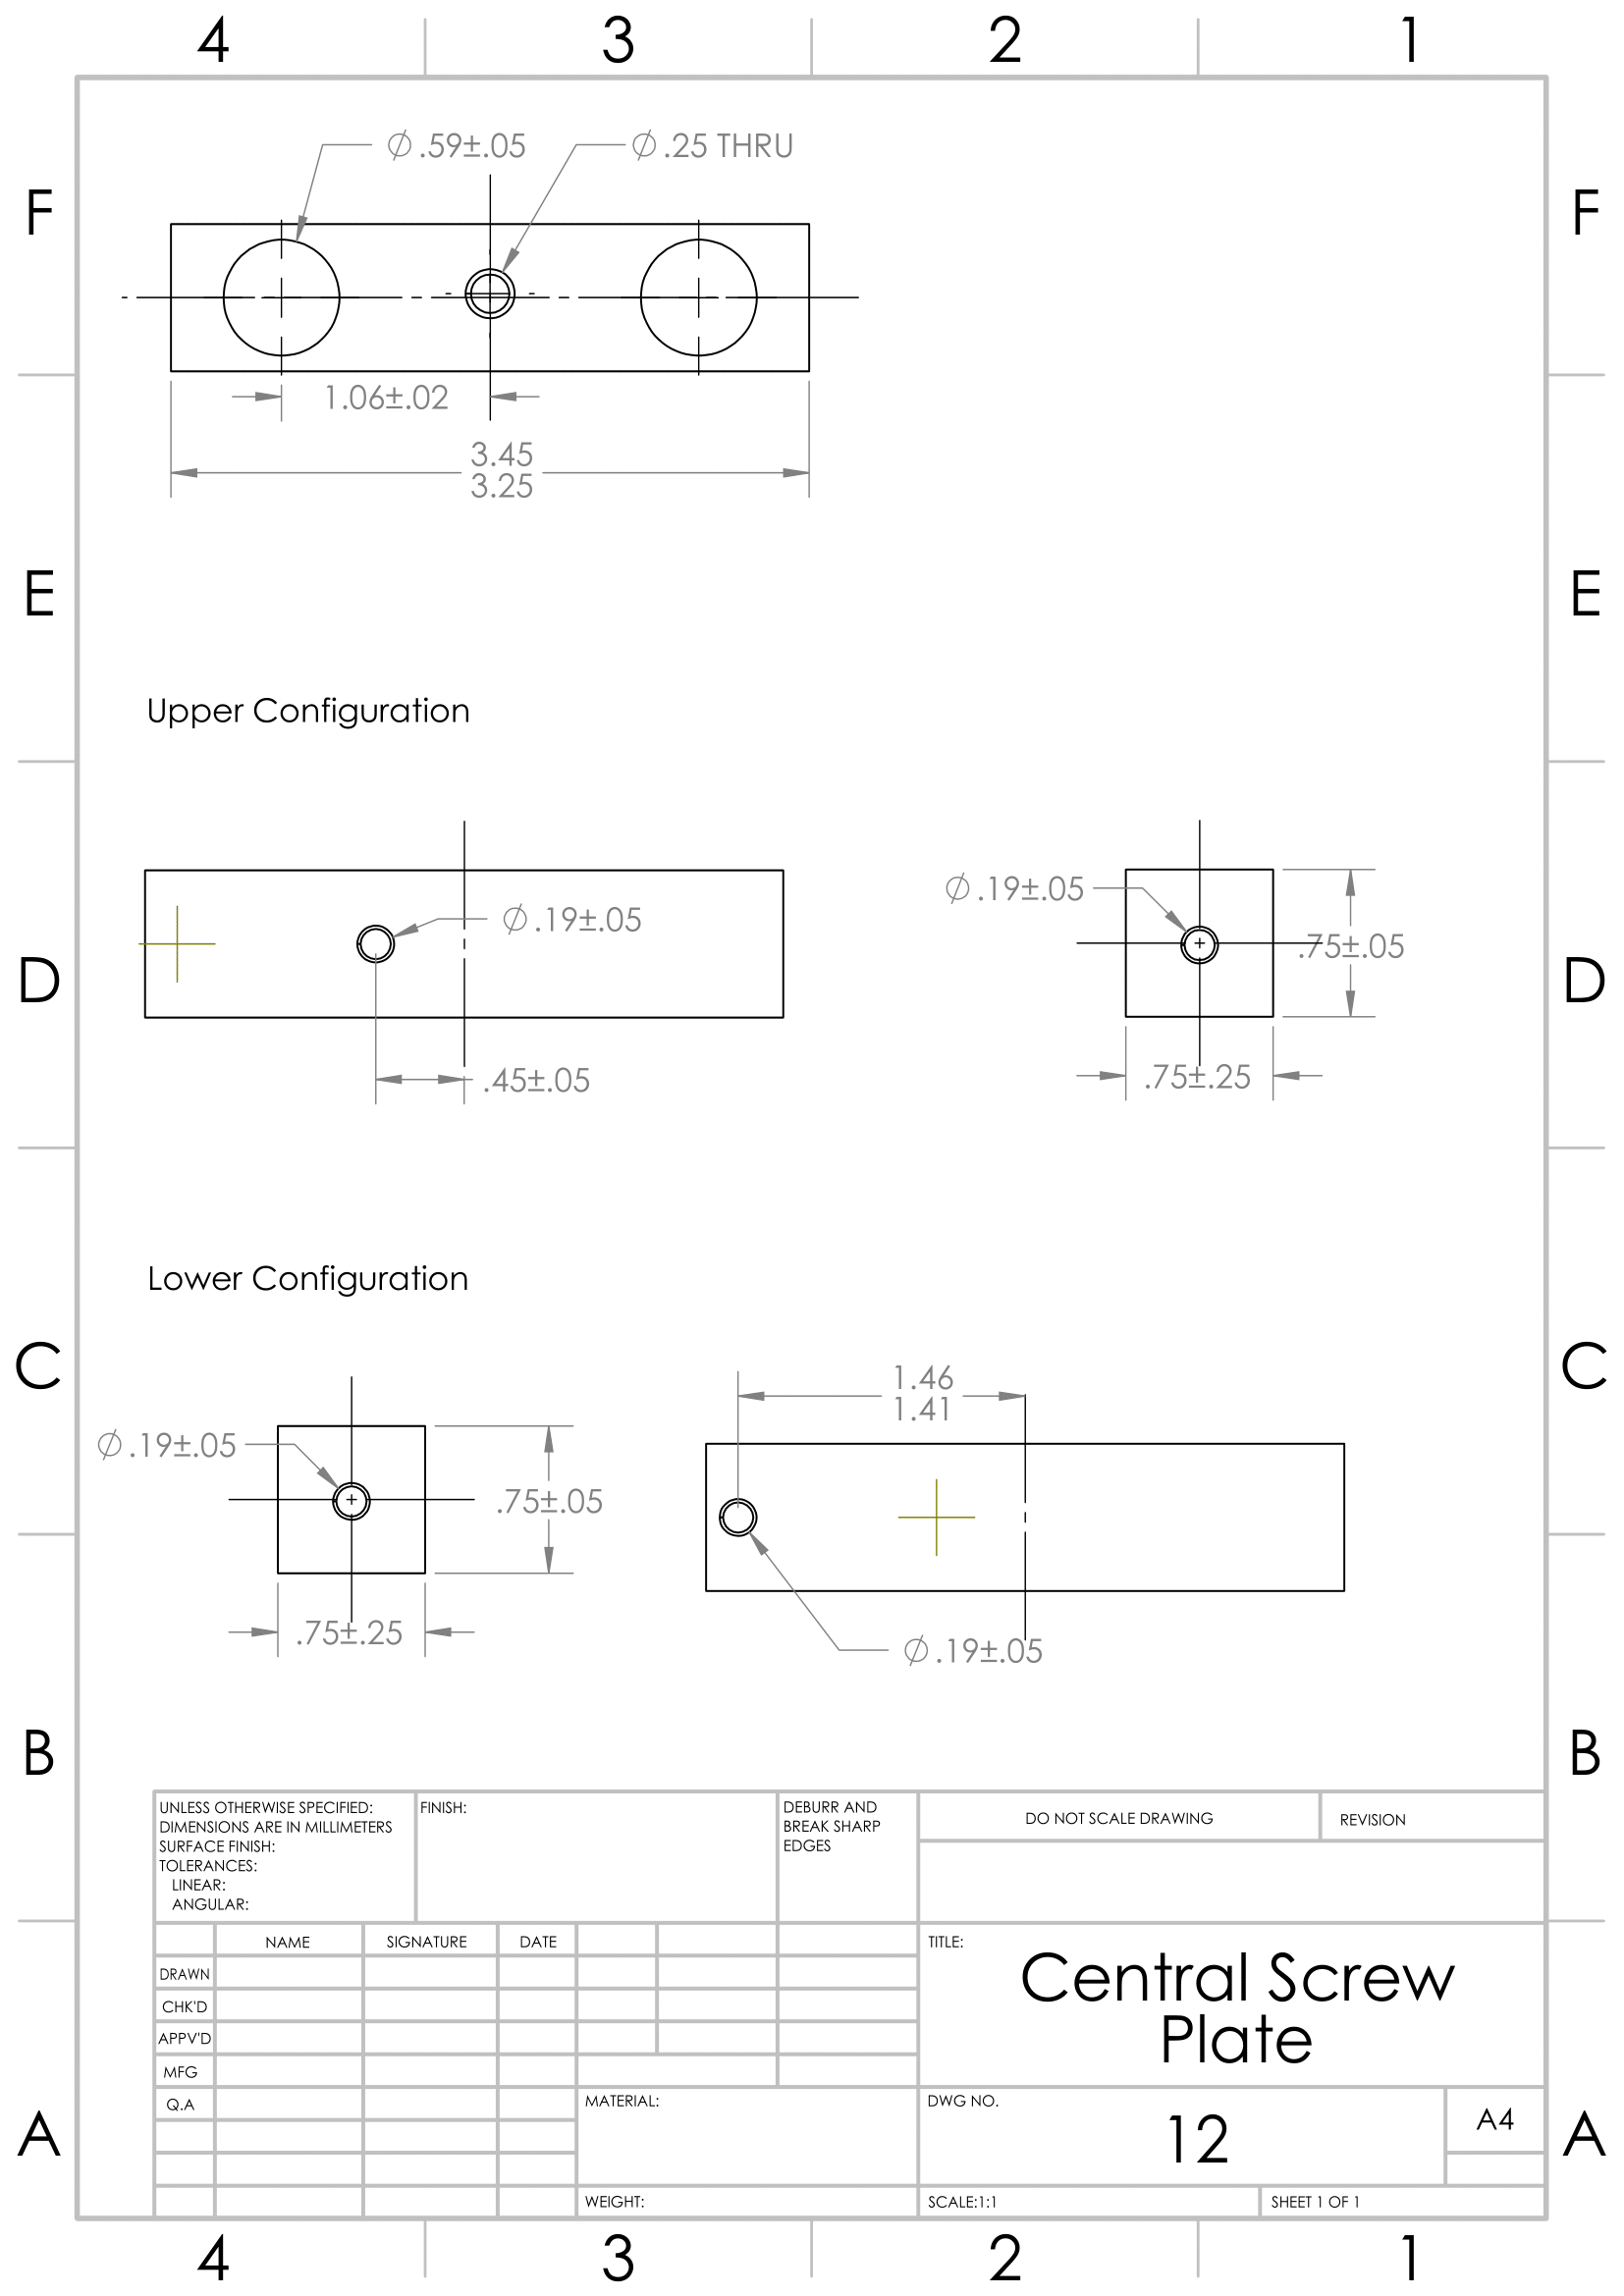 4 3 2 1
F F
⌀ .59±.05 ⌀ .25 THRU
1.06±.02
3.45
3.25
E E
Upper Configuration
⌀ .19±.05
⌀ .19±.05
.75±.05
D D
.45±.05
.75±.25
Lower Configuration
C C
1.46
1.41
⌀ .19±.05
.75±.05
.75±.25
⌀ .19±.05
B B
UNLESS OTHERWISE SPECIFIED:
DIMENSIONS ARE IN MILLIMETERS
SURFACE FINISH:
TOLERANCES:
LINEAR:
ANGULAR:
FINISH:
DEBURR AND
BREAK SHARP
EDGES
DO NOT SCALE DRAWING
REVISION
NAME SIGNATURE DATE
DRAWN
CHK'D
APPV'D
MFG
Q.A
TITLE:
Central Screw
Plate
MATERIAL:
DWG NO.
12
A4
A A
WEIGHT:
SCALE:1:1
SHEET 1 OF 1
4 3 2 1